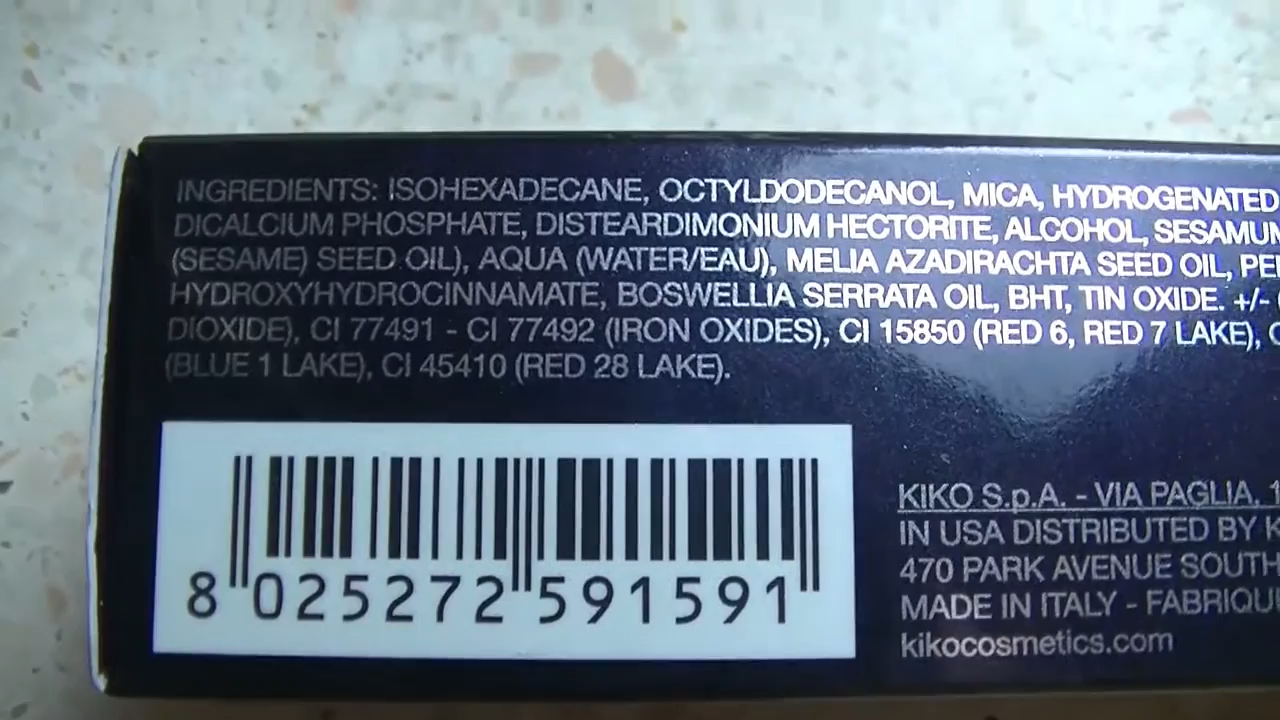 INGREDIENTS: ISOHEXADECANE, OCTYLDODECANOL, MICA, HYDROGENATED
DICALCIUM PHOSPHATE, DISTEARDIMONIUM HECTORITE, ALCOHOL, SESAMUM
(SESAME) SEED OIL), AQUA (WATER/EAU), MELIA AZADIRACHTA SEED OIL,
HYDROXYHYDROCINNAMATE, BOSWELLIA SERRATA OIL, BHT, TIN OXIDE. +/-
DIOXIDE), CI 77491 - CI 77492 (IRON OXIDES), CI 15850 (RED 6, RED 7 LAKE),
(BLUE 1 LAKE), CI 45410 (RED 28 LAKE).
8 025272 591591
KIKO S.p.A. - VIA PAGLIA, 1
IN USA DISTRIBUTED BY
470 PARK AVENUE SOUTH
MADE IN ITALY -
kikocosmetics.com